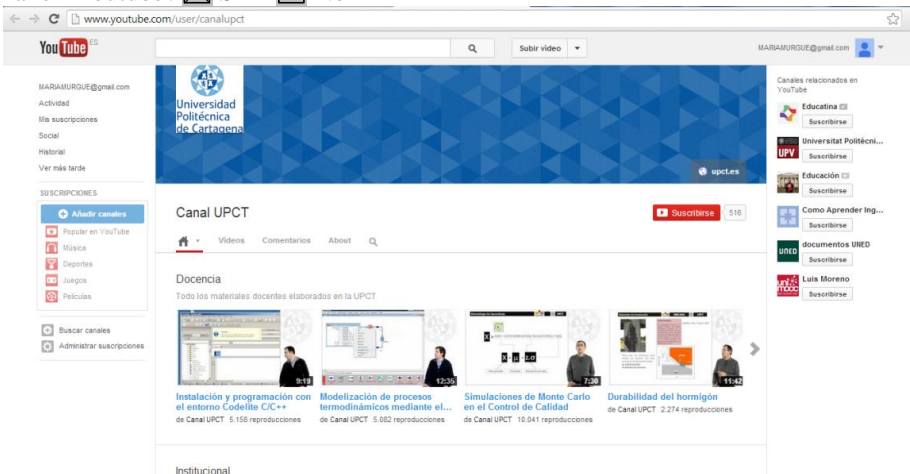 www.youtube.com/user/canalupct
You Tube ES
Subir vídeo
MARIAMURGUE@gmail.com
MARIAMURGUE@gmail.com
Actividad
Mis suscripciones
Social
Historial
Ver más tarde
SUSCRIPCIONES
Añadir canales
Popular en YouTube
Música
Deportes
Juegos
Películas
Buscar canales
Administrar suscripciones
Universidad
Politécnica
de Cartagena
upct.es
Canal UPCT
Suscribirse 516
Vídeos Comentarios About
Docencia
Todo los materiales docentes elaborados en la UPCT
9:19
12:35
7:30
11:42
Instalación y programación con
el entorno Codelite C/C++
de Canal UPCT 5.158 reproducciones
Modelización de procesos
termodinámicos mediante el...
de Canal UPCT 5.082 reproducciones
Simulaciones de Monte Carlo
en el Control de Calidad
de Canal UPCT 10.041 reproducciones
Durabilidad del hormigón
de Canal UPCT 2.274 reproducciones
Institucional
Canales relacionados en
YouTube
Educatina
Suscribirse
UPV
Universitat Politècni...
Suscribirse
Educación
Suscribirse
Como Aprender Ing...
Suscribirse
UNED
documentos UNED
Suscribirse
Luis Moreno
Suscribirse